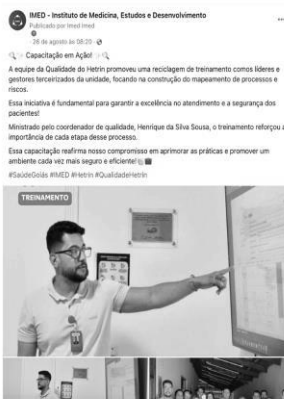 IMED - Instituto de Medicina, Estudos e Desenvolvimento
Publicado por Imed Imed
26 de agosto às 08:20
Capacitação em Ação!
A equipe da Qualidade do Hetrin promoveu uma reciclagem de treinamento comos líderes e
gestores terceirizados da unidade, focando na construção do mapeamento de processos e
riscos.
Essa iniciativa é fundamental para garantir a excelência no atendimento e a segurança dos
pacientes!
Ministrado pelo coordenador de qualidade, Henrique da Silva Sousa, o treinamento reforçou a
importância de cada etapa desse processo.
Essa capacitação reafirma nosso compromisso em aprimorar as práticas e promover um
ambiente cada vez mais seguro e eficiente!
#SaúdeGoiás #IMED #Hetrin #QualidadeHetrin
TREINAMENTO